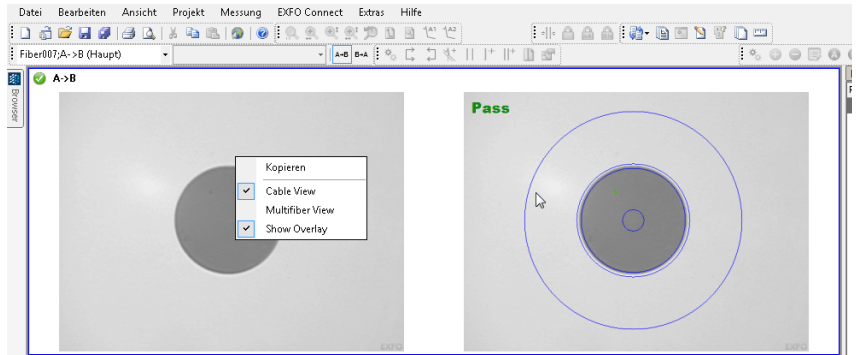 Datei Bearbeiten Ansicht Projekt Messung EXFO Connect Extras Hilfe
Fiber007;A->B (Haupt)
A→B B→A
Browser
A->B
Pass
Kopieren
Cable View
Multifiber View
Show Overlay
EXFO
EXFO